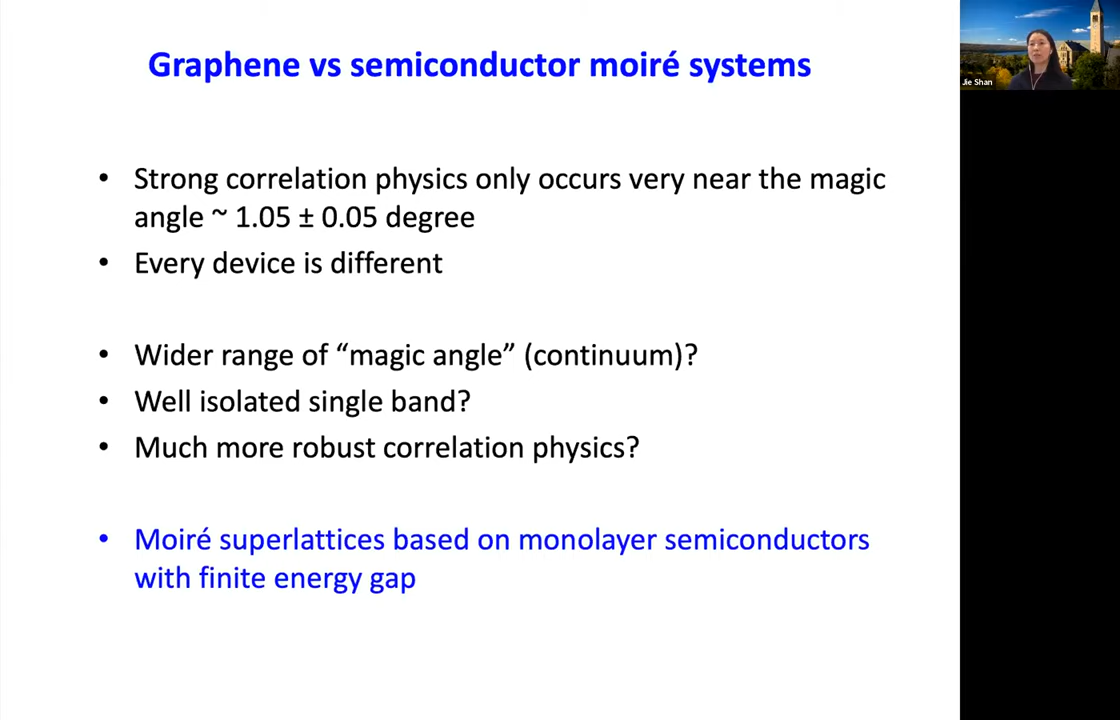 Graphene vs semiconductor moiré systems
Jie Shan
• Strong correlation physics only occurs very near the magic
angle ~ 1.05 ± 0.05 degree
• Every device is different
• Wider range of “magic angle” (continuum)?
• Well isolated single band?
• Much more robust correlation physics?
• Moiré superlattices based on monolayer semiconductors
with finite energy gap